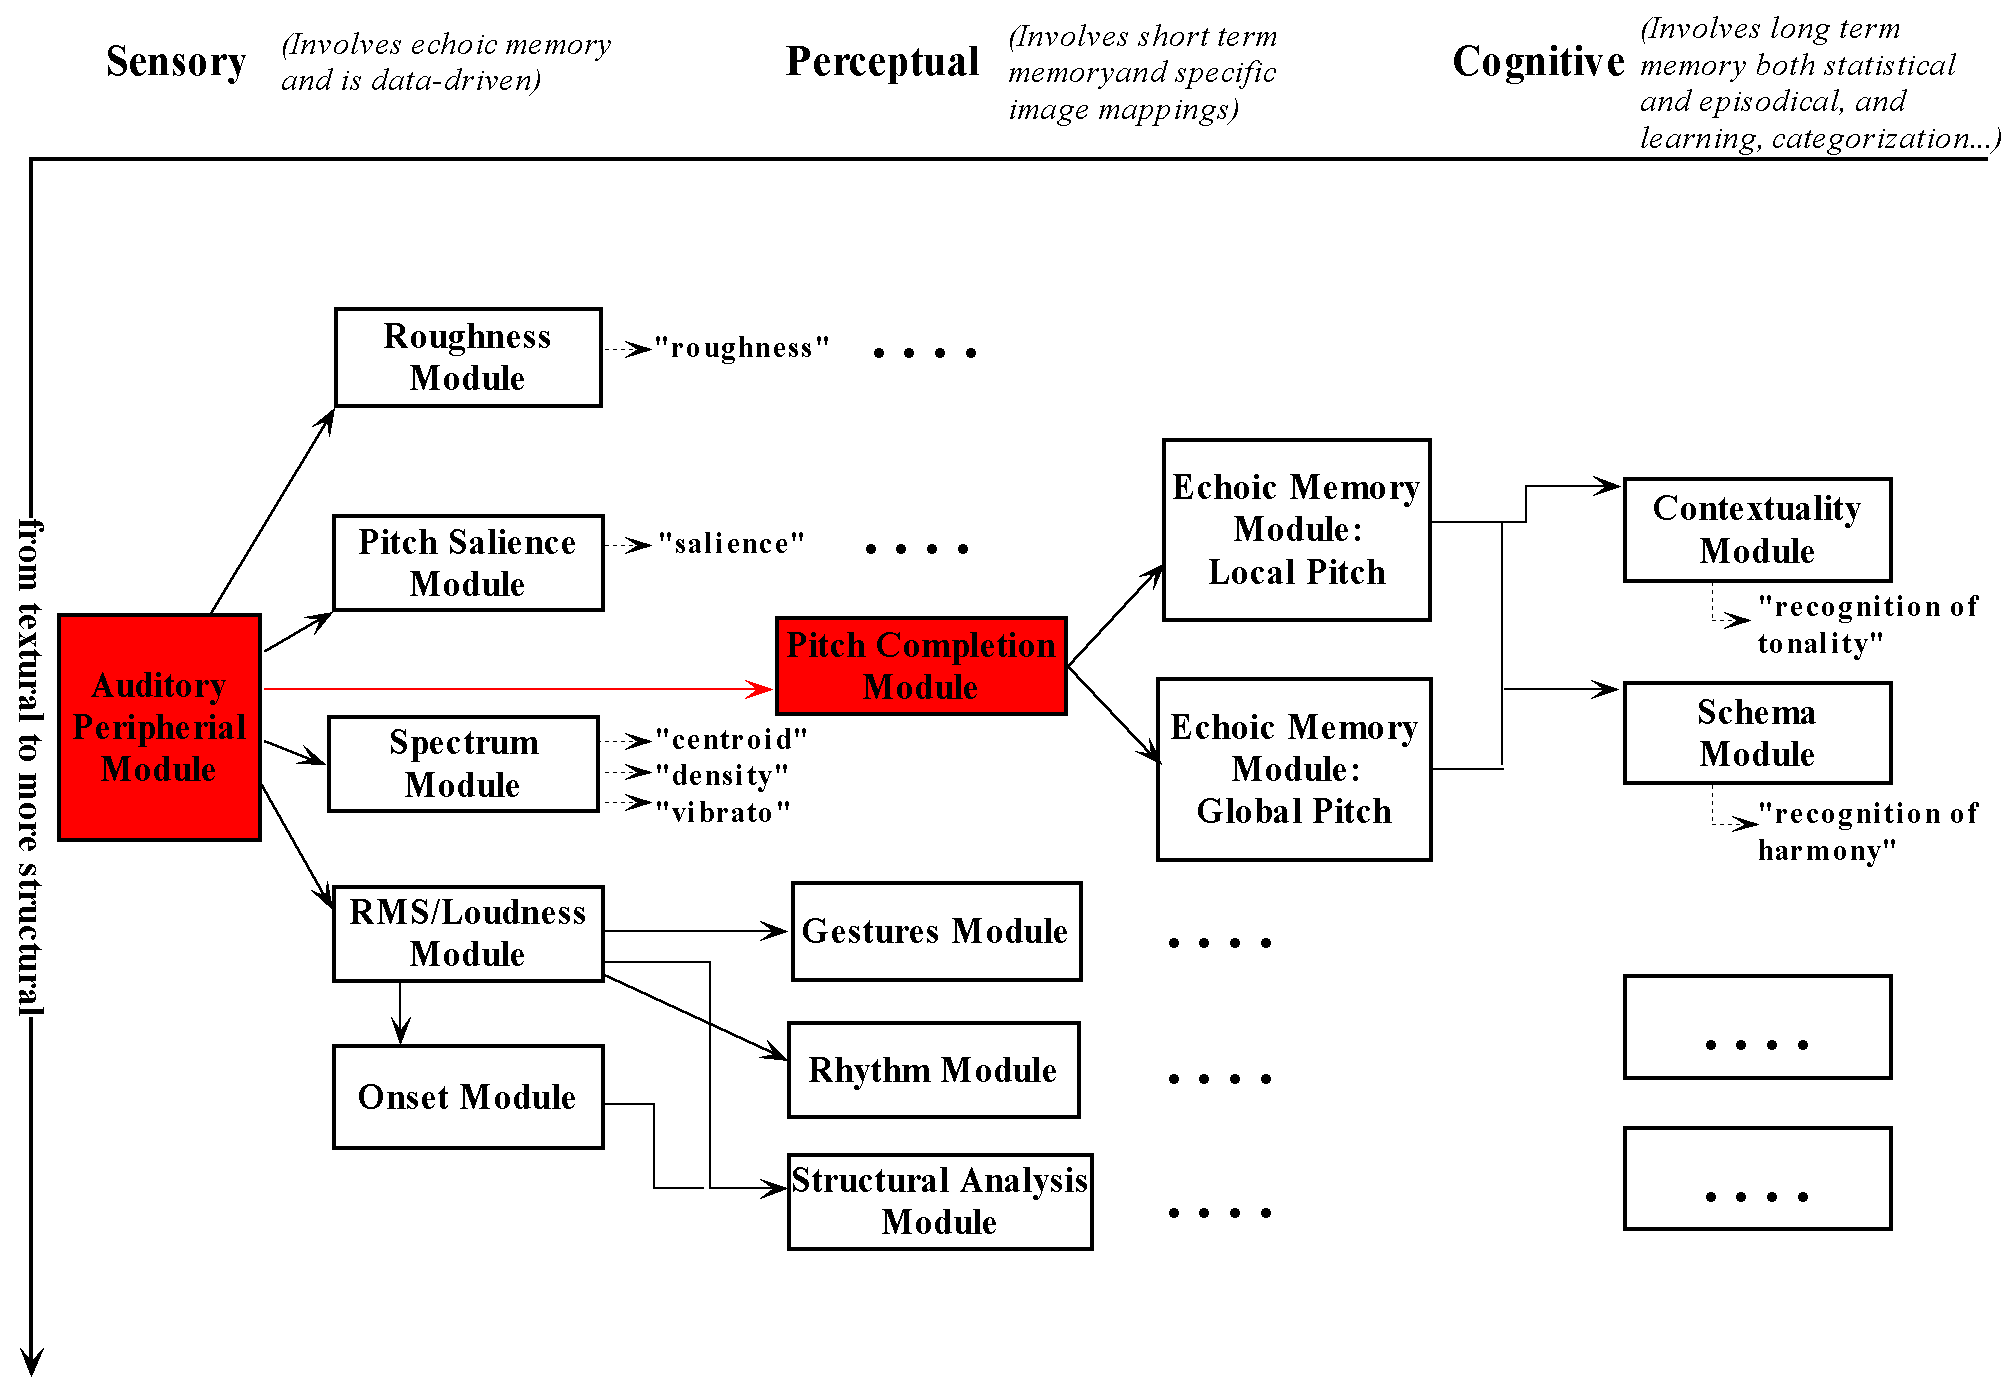 Sensory
(Involves echoic memory
and is data-driven)
Perceptual
(Involves short term
memoryand specific
image mappings)
Cognitive
(Involves long term
memory both statistical
and episodical, and
learning, categorization...)
from textural to more structural
Roughness
Module
"roughness"
. . . .
Pitch Salience
Module
"salience"
. . . .
Auditory
Peripherial
Module
Pitch Completion
Module
Spectrum
Module
"centroid"
"density"
"vibrato"
Echoic Memory
Module:
Local Pitch
Echoic Memory
Module:
Global Pitch
Contextuality
Module
"recognition of
tonality"
Schema
Module
"recognition of
harmony"
RMS/Loudness
Module
Gestures Module
. . . .
Onset Module
Rhythm Module
. . . .
. . . .
Structural Analysis
Module
. . . .
. . . .